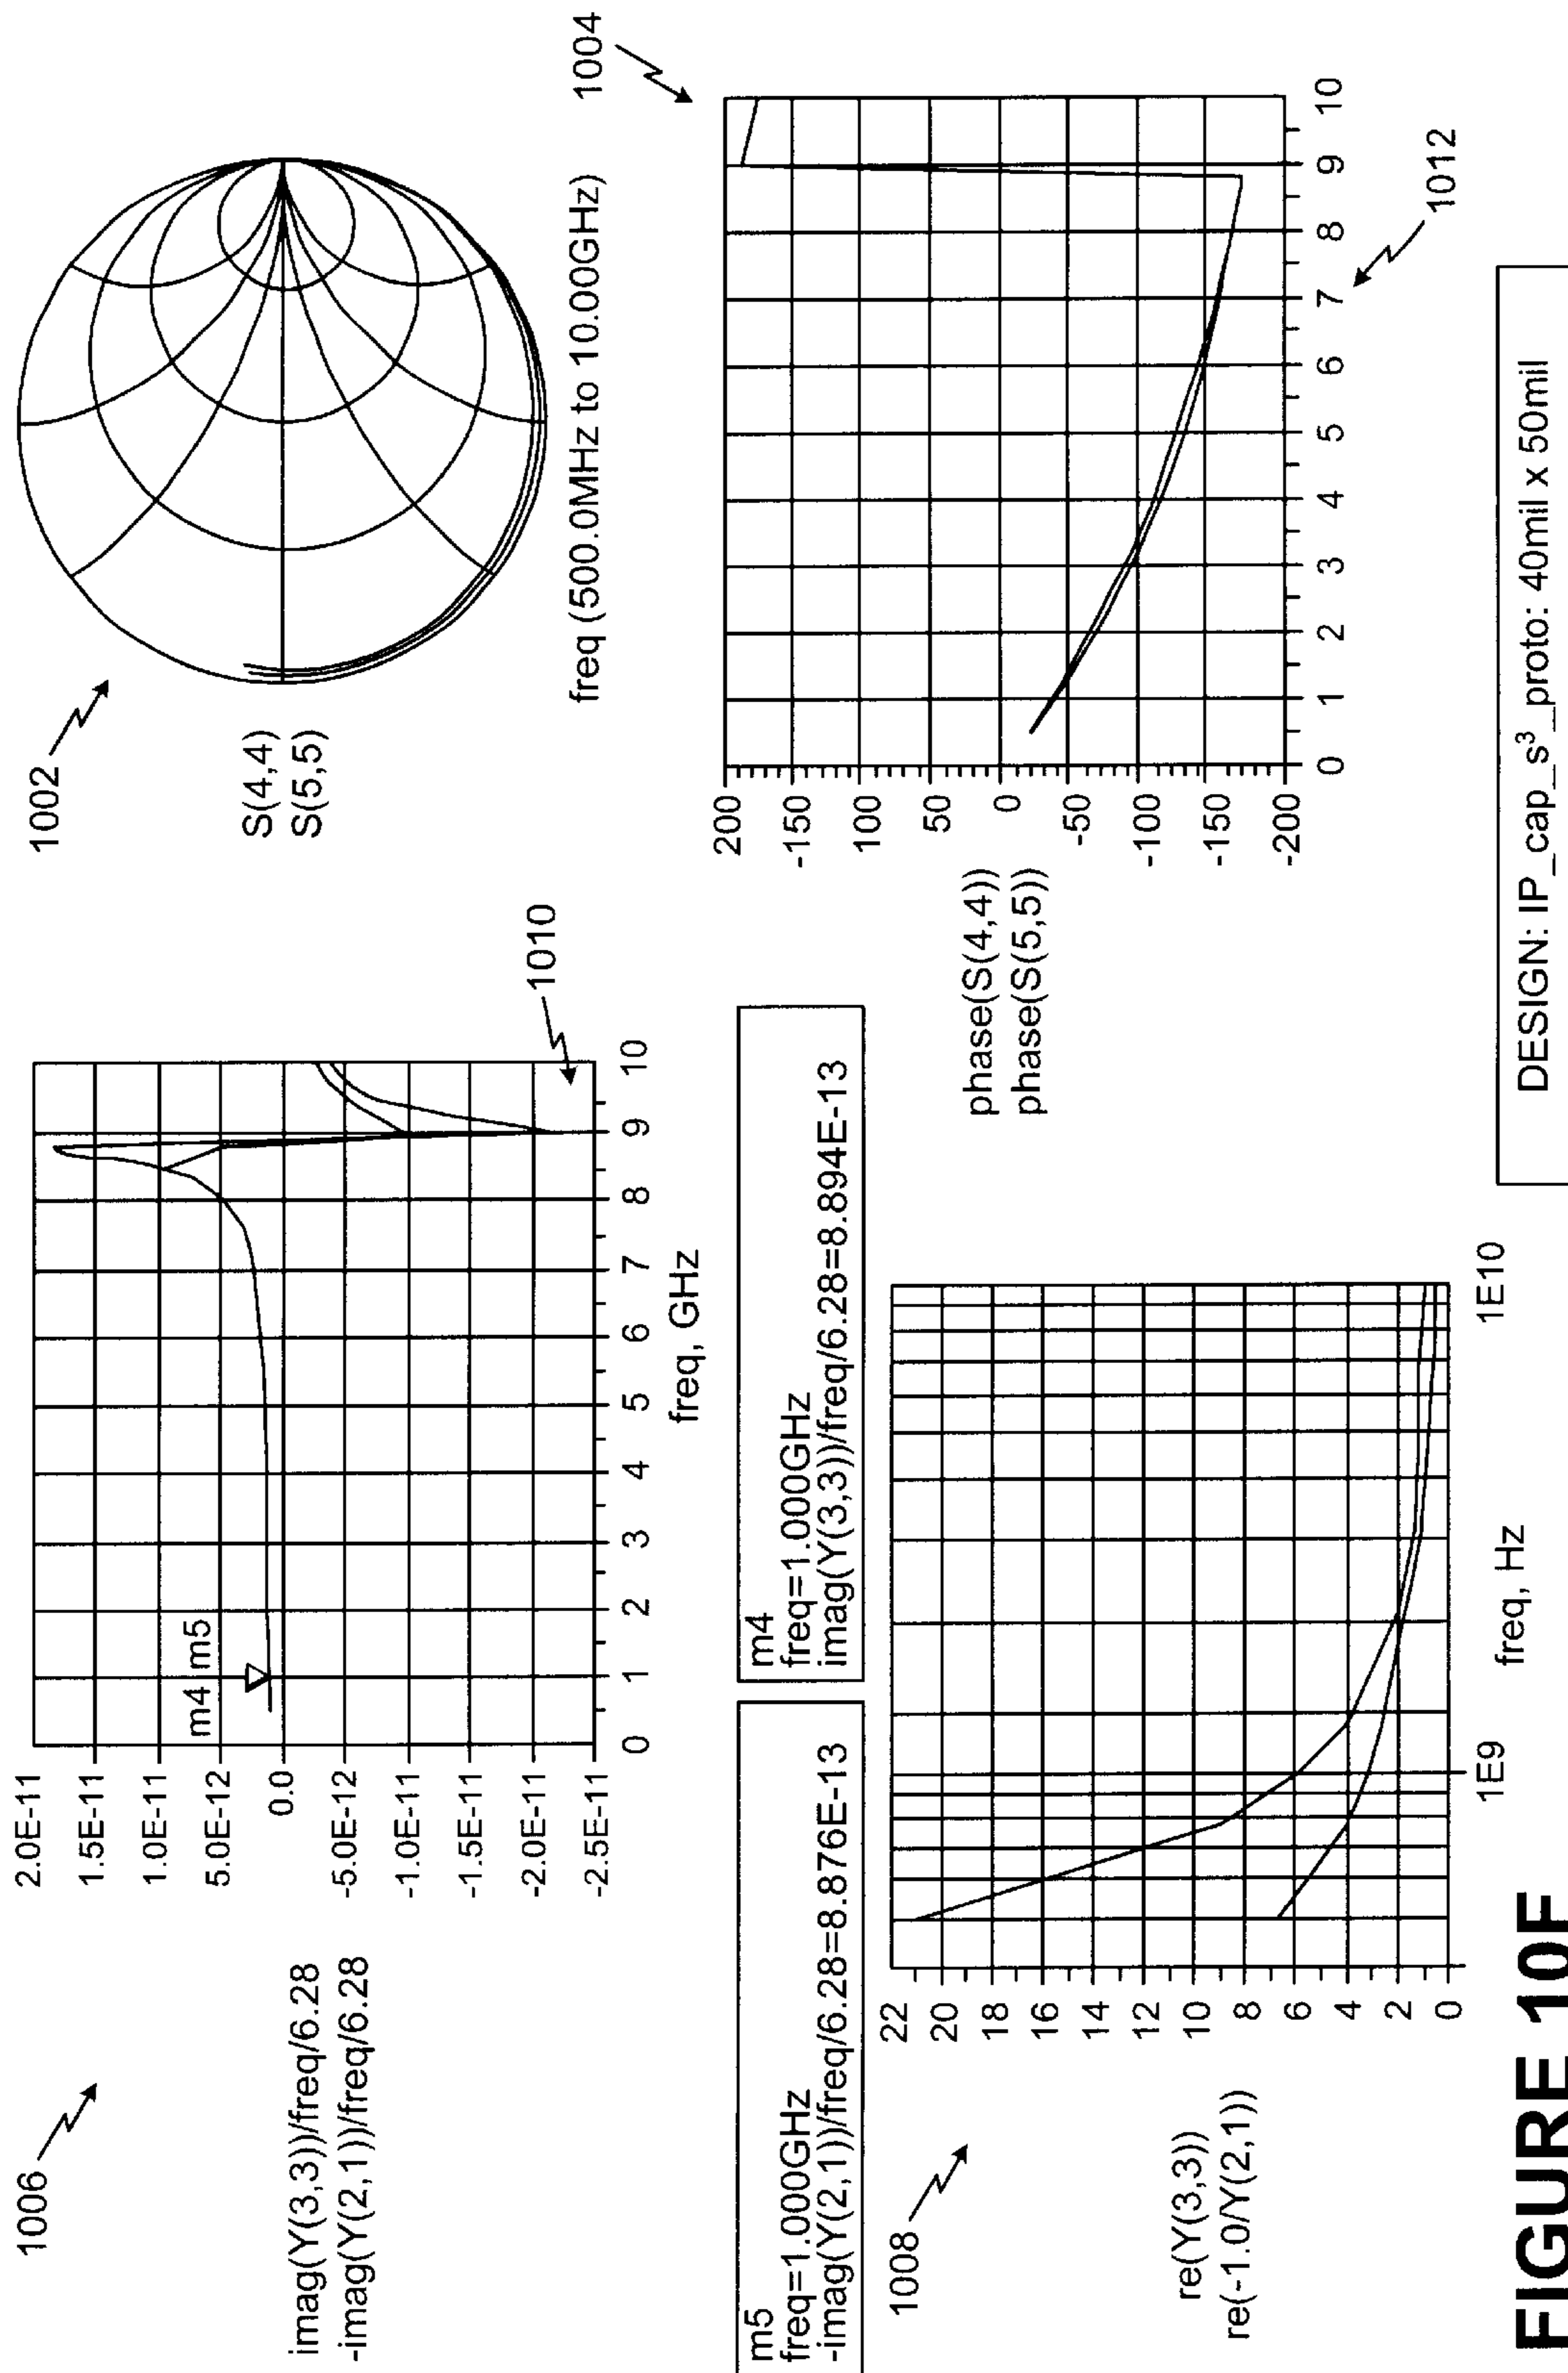 1006
imag(Y(3,3))/freq/6.28
-imag(Y(2,1))/freq/6.28
2.0E-11
1.5E-11
1.0E-11
5.0E-12
0.0
-5.0E-12
-1.0E-11
-1.5E-11
-2.0E-11
-2.5E-11
m4 m5
0 1 2 3 4 5 6 7 8 9 10
freq, GHz
1010
1002
S(4,4)
S(5,5)
freq (500.0MHz to 10.00GHz)
m5
freq=1.000GHz
-imag(Y(2,1))/freq/6.28=8.876E-13
m4
freq=1.000GHz
imag(Y(3,3))/freq/6.28=8.894E-13
1004
phase(S(4,4))
phase(S(5,5))
200
-150
100
50
0
-50
-100
-150
-200
0 1 2 3 4 5 6 7 8 9 10
1012
1008
re(Y(3,3))
re(-1.0/Y(2,1))
22
20
18
16
14
12
10
8
6
4
2
0
1E9 1E10
freq, Hz
DESIGN: IP_cap_s³_proto: 40mil x 50mil
FIGURE 10F